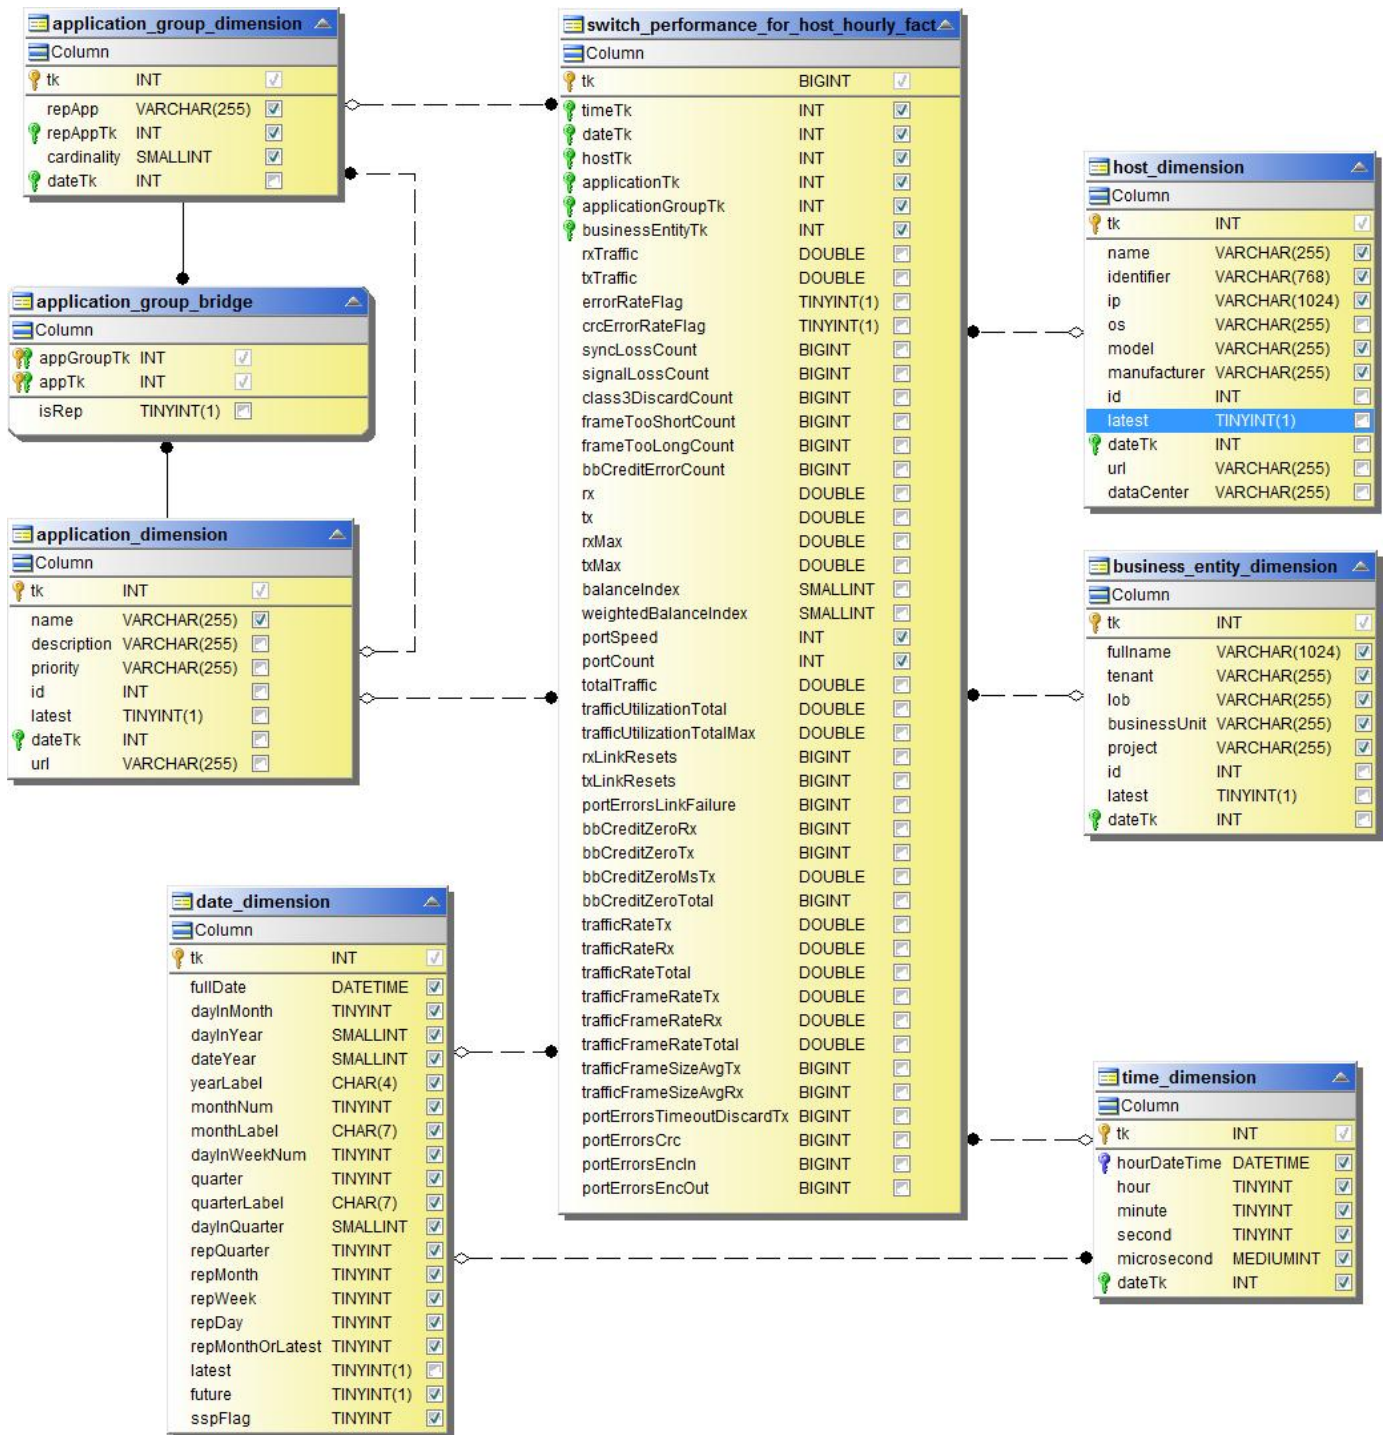 application_group_dimension
Column
tk INT
repApp VARCHAR(255)
repAppTk INT
cardinality SMALLINT
dateTk INT
application_group_bridge
Column
appGroupTk INT
appTk INT
isRep TINYINT(1)
application_dimension
Column
tk INT
name VARCHAR(255)
description VARCHAR(255)
priority VARCHAR(255)
id INT
latest TINYINT(1)
dateTk INT
url VARCHAR(255)
date_dimension
Column
tk INT
fullDate DATETIME
dayInMonth TINYINT
dayInYear SMALLINT
dateYear SMALLINT
yearLabel CHAR(4)
monthNum TINYINT
monthLabel CHAR(7)
dayInWeekNum TINYINT
quarter TINYINT
quarterLabel CHAR(7)
dayInQuarter SMALLINT
repQuarter TINYINT
repMonth TINYINT
repWeek TINYINT
repDay TINYINT
repMonthOrLatest TINYINT
latest TINYINT(1)
future TINYINT(1)
sspFlag TINYINT
switch_performance_for_host_hourly_fact
Column
tk BIGINT
timeTk INT
dateTk INT
hostTk INT
applicationTk INT
applicationGroupTk INT
businessEntityTk INT
rxTraffic DOUBLE
txTraffic DOUBLE
errorRateFlag TINYINT(1)
crcErrorRateFlag TINYINT(1)
syncLossCount BIGINT
signalLossCount BIGINT
class3DiscardCount BIGINT
frameTooShortCount BIGINT
frameTooLongCount BIGINT
bbCreditErrorCount BIGINT
rx DOUBLE
tx DOUBLE
rxMax DOUBLE
txMax DOUBLE
balanceIndex SMALLINT
weightedBalanceIndex SMALLINT
portSpeed INT
portCount INT
totalTraffic DOUBLE
trafficUtilizationTotal DOUBLE
trafficUtilizationTotalMax DOUBLE
rxLinkResets BIGINT
txLinkResets BIGINT
portErrorsLinkFailure BIGINT
bbCreditZeroRx BIGINT
bbCreditZeroTx BIGINT
bbCreditZeroMsTx DOUBLE
bbCreditZeroTotal BIGINT
trafficRateTx DOUBLE
trafficRateRx DOUBLE
trafficRateTotal DOUBLE
trafficFrameRateTx DOUBLE
trafficFrameRateRx DOUBLE
trafficFrameRateTotal DOUBLE
trafficFrameSizeAvgTx BIGINT
trafficFrameSizeAvgRx BIGINT
portErrorsTimeoutDiscardTx BIGINT
portErrorsCrc BIGINT
portErrorsEncIn BIGINT
portErrorsEncOut BIGINT
host_dimension
Column
tk INT
name VARCHAR(255)
identifier VARCHAR(768)
ip VARCHAR(1024)
os VARCHAR(255)
model VARCHAR(255)
manufacturer VARCHAR(255)
id INT
latest TINYINT(1)
dateTk INT
url VARCHAR(255)
dataCenter VARCHAR(255)
business_entity_dimension
Column
tk INT
fullname VARCHAR(1024)
tenant VARCHAR(255)
lob VARCHAR(255)
businessUnit VARCHAR(255)
project VARCHAR(255)
id INT
latest TINYINT(1)
dateTk INT
time_dimension
Column
tk INT
hourDateTime DATETIME
hour TINYINT
minute TINYINT
second TINYINT
microsecond MEDIUMINT
dateTk INT